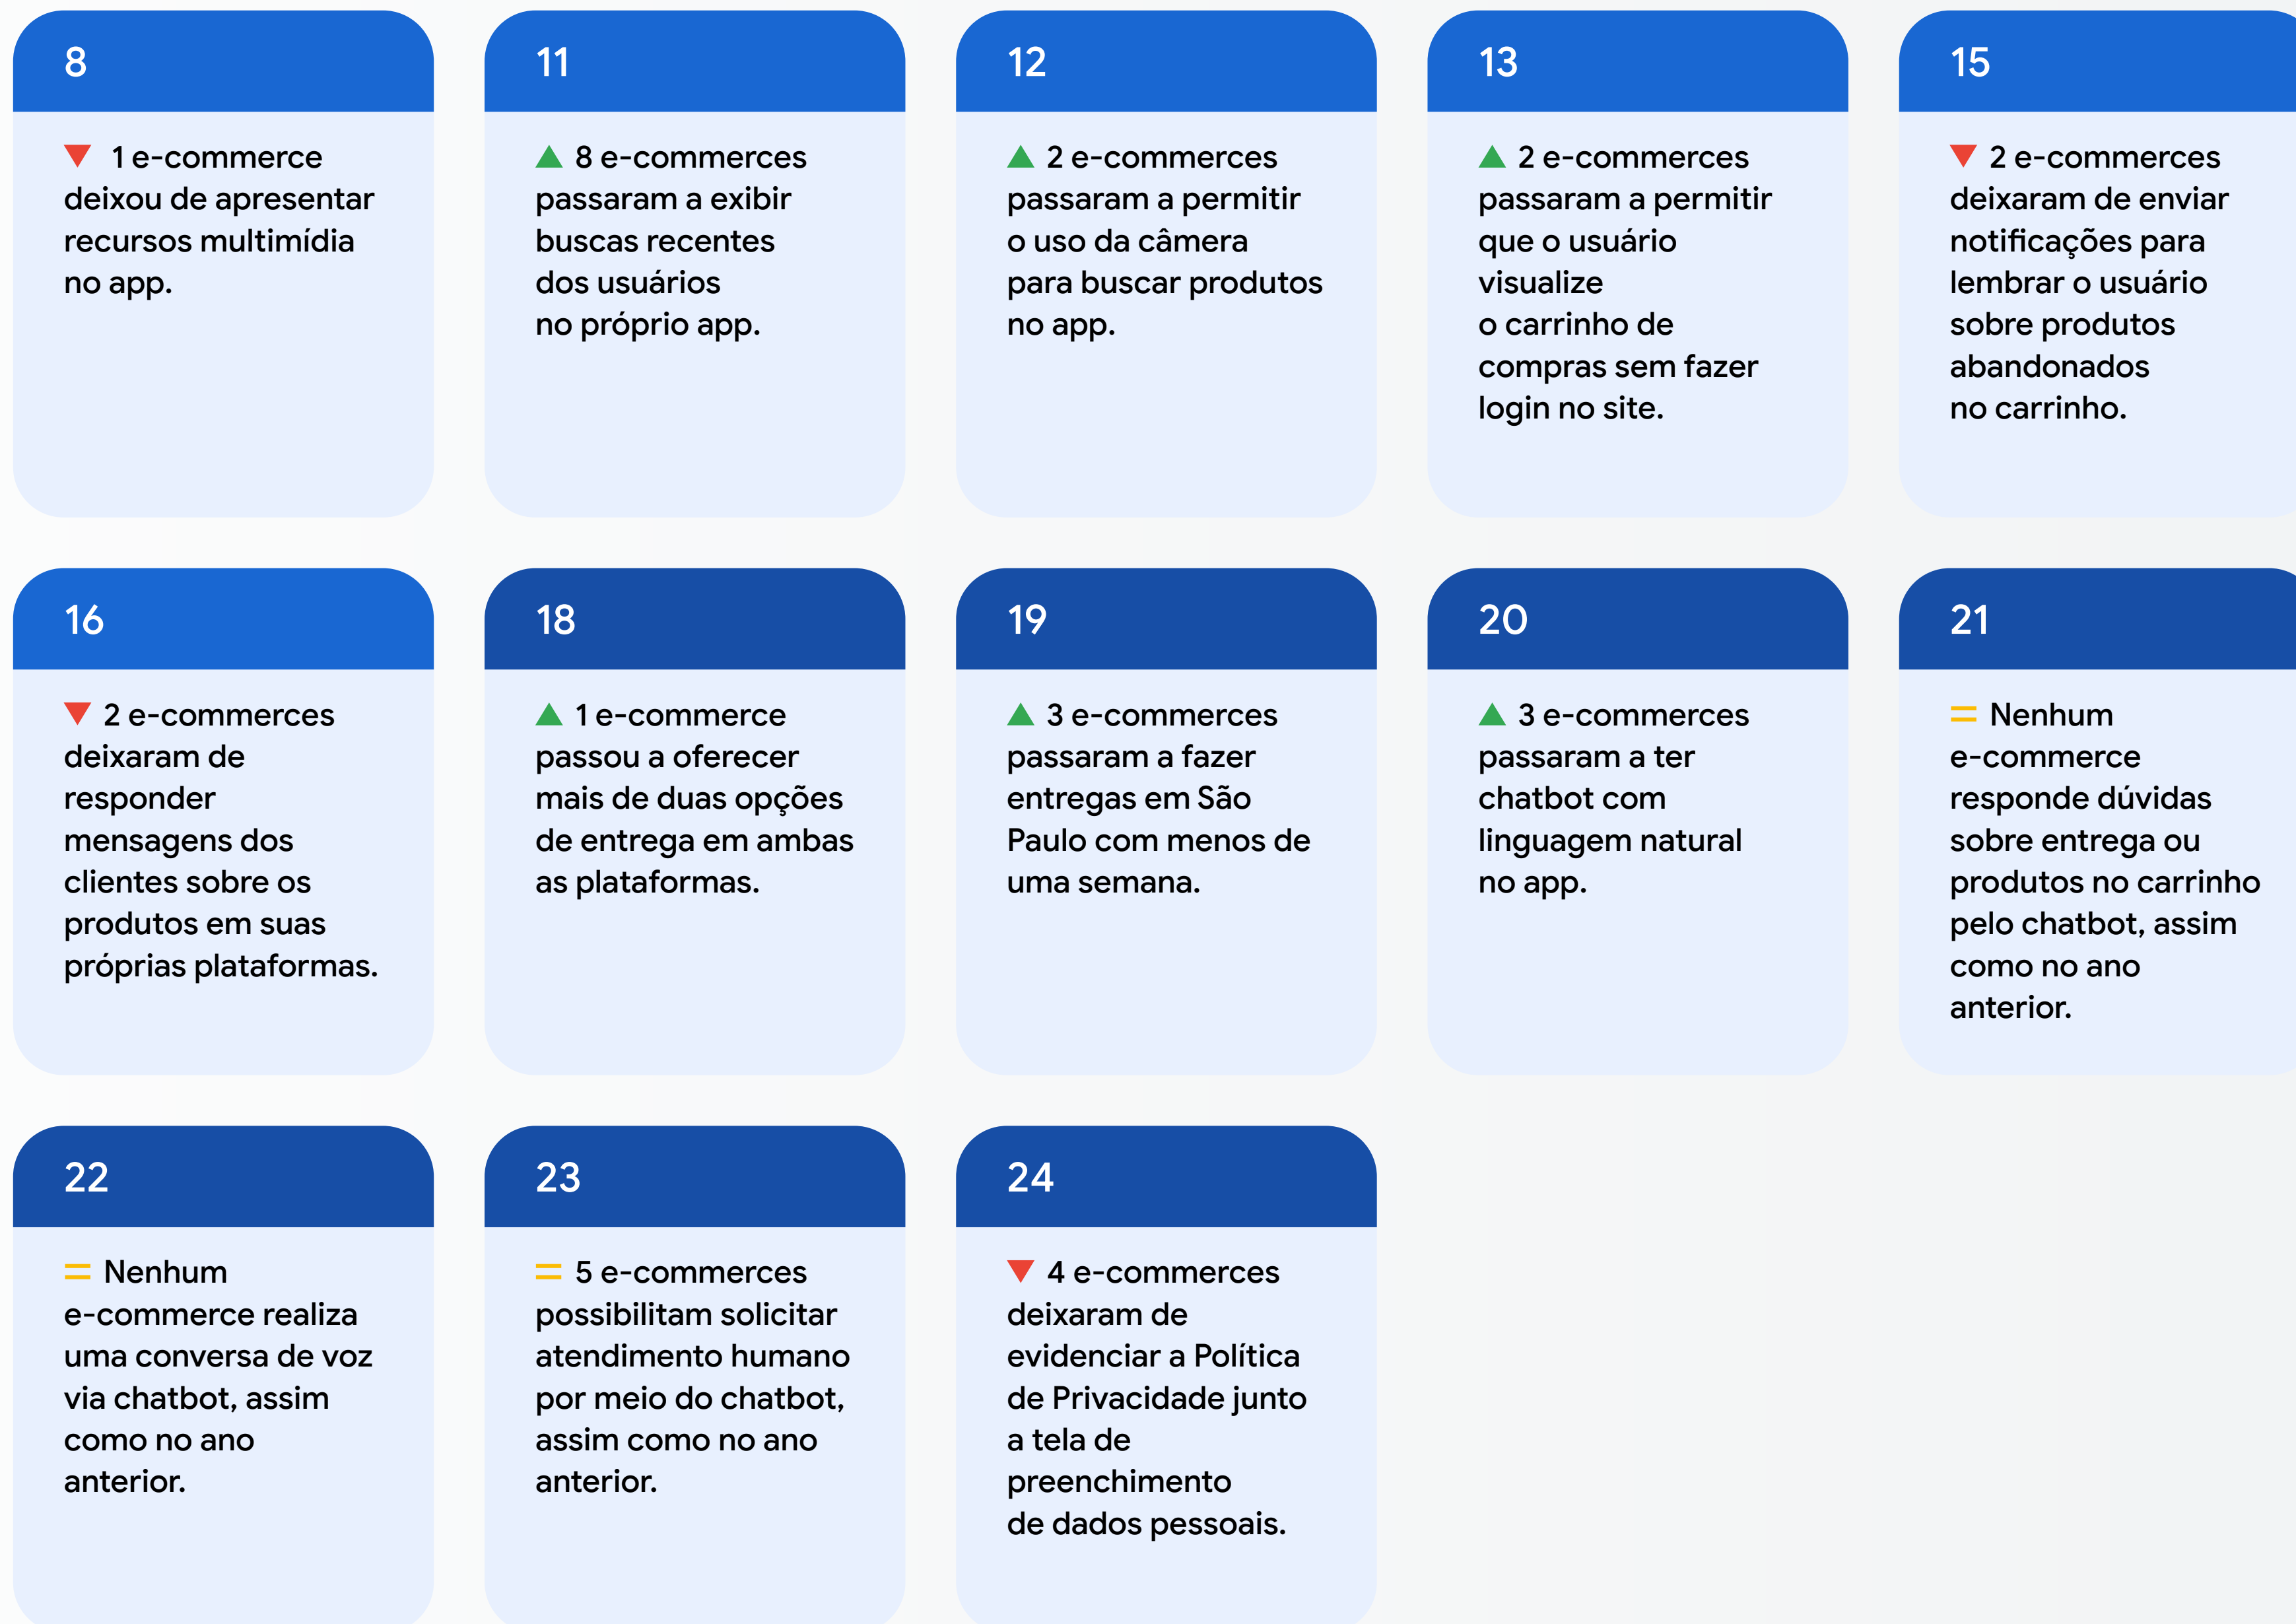 8
▼ 1 e-commerce
deixou de apresentar
recursos multimídia
no app.
11
▲ 8 e-commerces
passaram a exibir
buscas recentes
dos usuários
no próprio app.
12
▲ 2 e-commerces
passaram a permitir
o uso da câmera
para buscar produtos
no app.
13
▲ 2 e-commerces
passaram a permitir
que o usuário
visualize
o carrinho de
compras sem fazer
login no site.
15
▼ 2 e-commerces
deixaram de enviar
notificações para
lembrar o usuário
sobre produtos
abandonados
no carrinho.
16
▼ 2 e-commerces
deixaram de
responder
mensagens dos
clientes sobre os
produtos em suas
próprias plataformas.
18
▲ 1 e-commerce
passou a oferecer
mais de duas opções
de entrega em ambas
as plataformas.
19
▲ 3 e-commerces
passaram a fazer
entregas em São
Paulo com menos de
uma semana.
20
▲ 3 e-commerces
passaram a ter
chatbot com
linguagem natural
no app.
21
= Nenhum
e-commerce
responde dúvidas
sobre entrega ou
produtos no carrinho
pelo chatbot, assim
como no ano
anterior.
22
= Nenhum
e-commerce realiza
uma conversa de voz
via chatbot, assim
como no ano
anterior.
23
= 5 e-commerces
possibilitam solicitar
atendimento humano
por meio do chatbot,
assim como no ano
anterior.
24
▼ 4 e-commerces
deixaram de
evidenciar a Política
de Privacidade junto
a tela de
preenchimento
de dados pessoais.